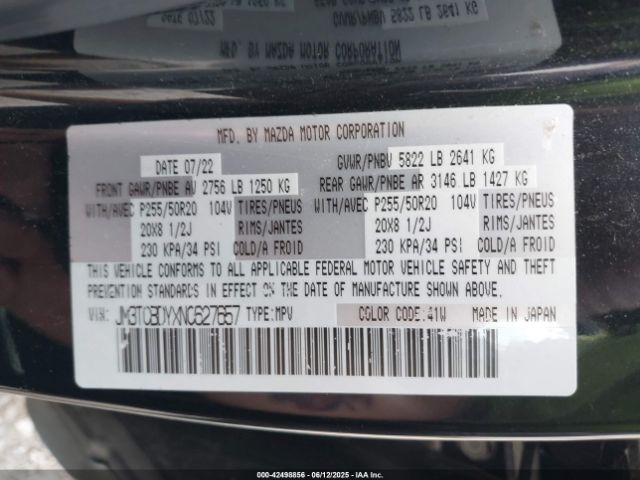 MFD. BY MAZDA MOTOR CORPORATION
DATE 07/22 GVWR/PNBV 5822 LB 2641 KG
FRONT GAWR/PNBE AV 2756 LB 1250 KG REAR GAWR/PNBE AR 3146 LB 1427 KG
WITH/AVEC P255/50R20 104V TIRES/PNEUS WITH/AVEC P255/50R20 104V TIRES/PNEUS
20X8 1/2J RIMS/JANTES 20X8 1/2J RIMS/JANTES
230 KPA/34 PSI COLD/A FROID 230 KPA/34 PSI COLD/A FROID
THIS VEHICLE CONFORMS TO ALL APPLICABLE FEDERAL MOTOR VEHICLE SAFETY AND THEFT
PREVENTION STANDARDS IN EFFECT ON THE DATE OF MANUFACTURE SHOWN ABOVE.
VIN: TYPE:MPV COLOR CODE:41W MADE IN JAPAN
000-42498856 - 06/12/2025 - IAA, Inc.